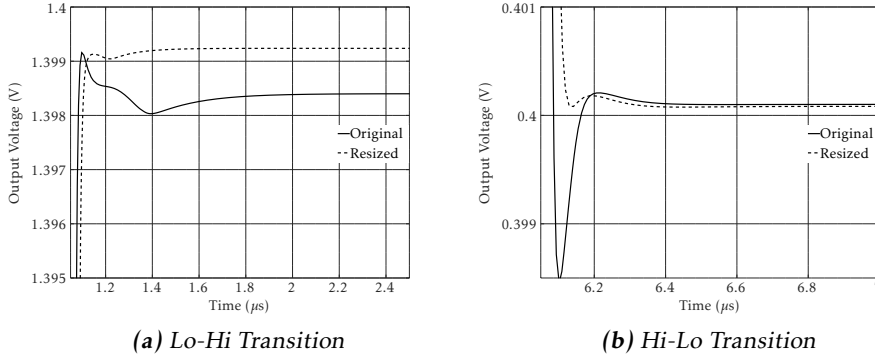 1.4
1.399
1.398
1.397
1.396
1.395
Output Voltage (V)
Original
Resized
1.2
1.4
1.6
1.8
2
2.2
2.4
Time (μs)
(a) Lo-Hi Transition
0.401
0.4
0.399
Output Voltage (V)
Original
Resized
6.2
6.4
6.6
6.8
7
Time (μs)
(b) Hi-Lo Transition